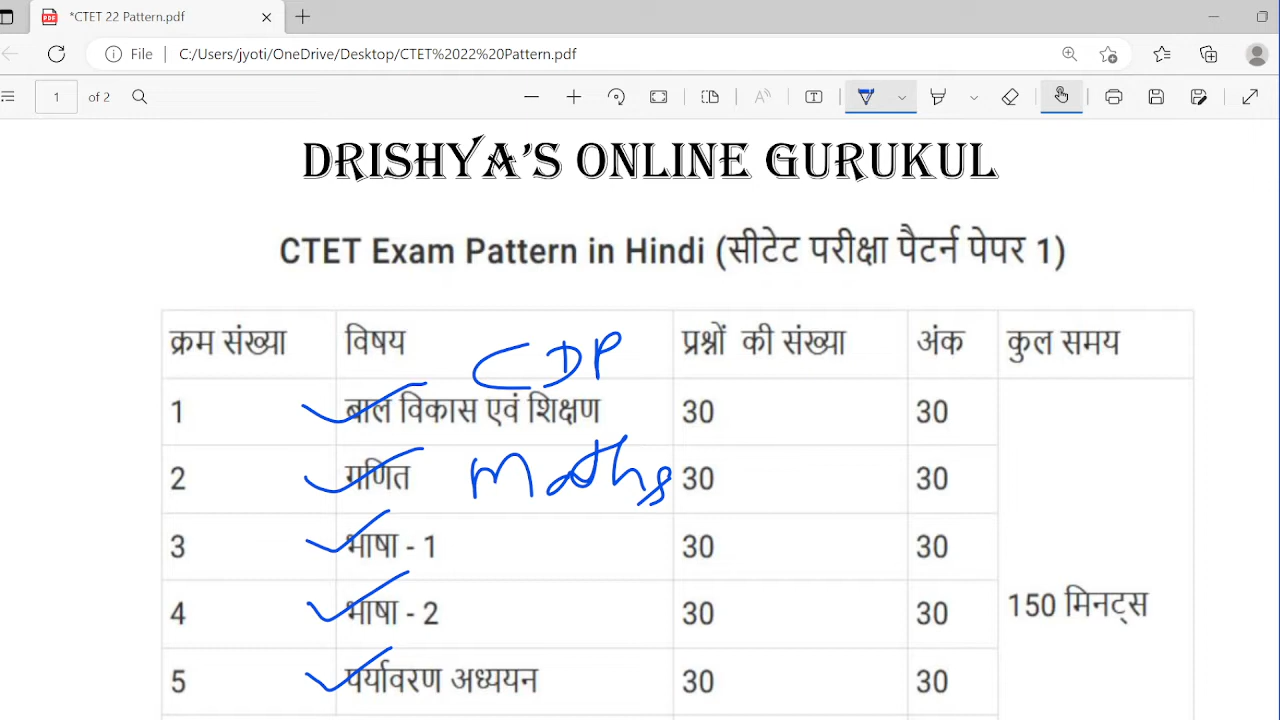 *CTET 22 Pattern.pdf
File C:/Users/jyoti/OneDrive/Desktop/CTET%2022%20Pattern.pdf
1 of 2
DRISHYA'S ONLINE GURUKUL
CTET Exam Pattern in Hindi (सीटेट परीक्षा पैटर्न पेपर 1)
क्रम संख्या विषय प्रश्नों की संख्या अंक कुल समय
CDP
1 बाल विकास एवं शिक्षण 30 30
2 गणित Maths 30 30
3 भाषा - 1 30 30
4 भाषा - 2 30 30 150 मिनट्स
5 पर्यावरण अध्ययन 30 30